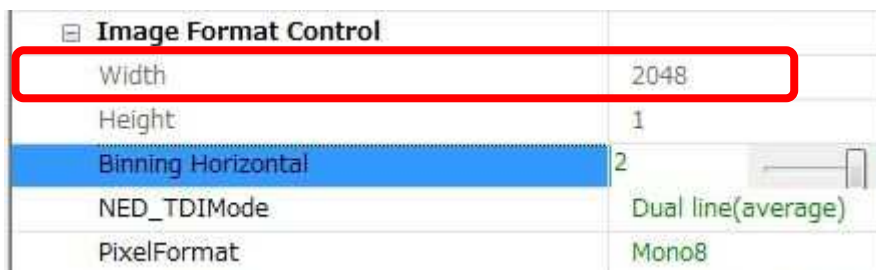 Image Format Control
Width 2048
Height 1
Binning Horizontal 2
NED_TDIMode Dual line(average)
PixelFormat Mono8